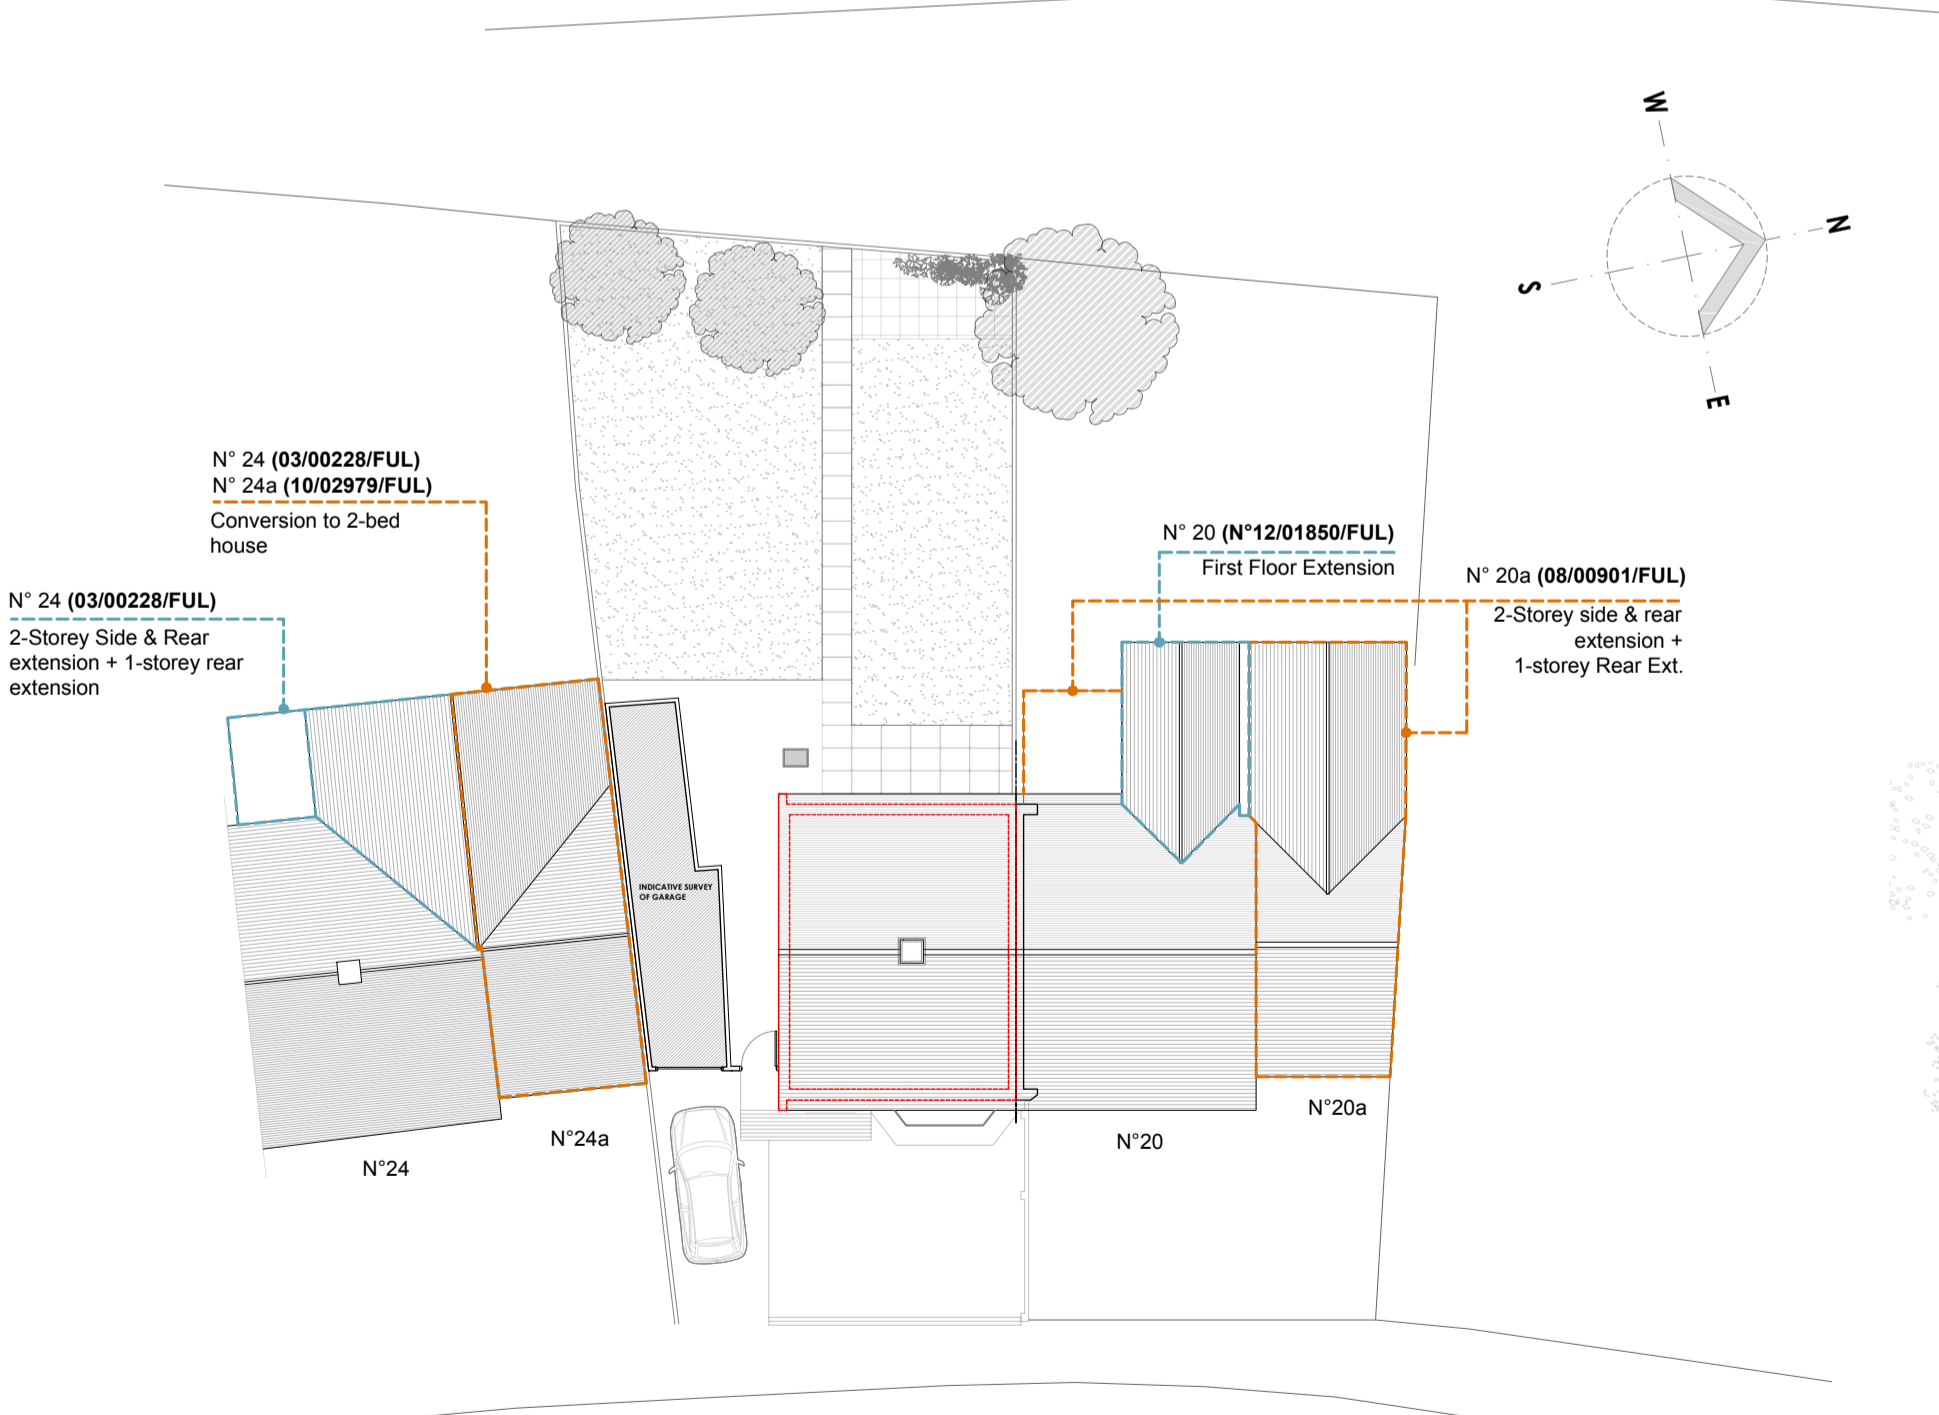 W
N
S
E
N° 24 (03/00228/FUL)
N° 24a (10/02979/FUL)
Conversion to 2-bed
house
N° 24 (03/00228/FUL)
2-Storey Side & Rear
extension + 1-storey rear
extension
N° 20 (N°12/01850/FUL)
First Floor Extension
N° 20a (08/00901/FUL)
2-Storey side & rear
extension +
1-storey Rear Ext.
INDICATIVE SURVEY
OF GARAGE
N°24
N°24a
N°20
N°20a